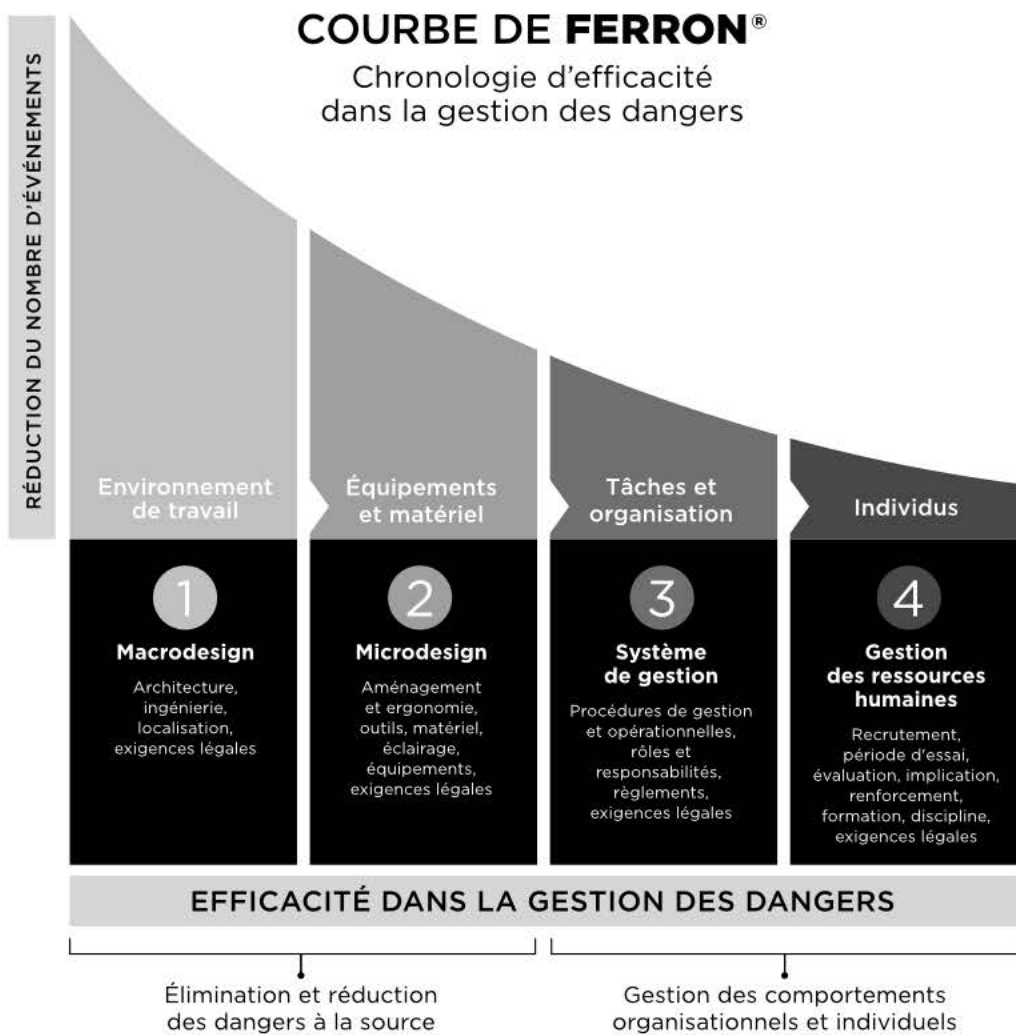 COURBE DE FERRON®
Chronologie d'efficacité
dans la gestion des dangers
RÉDUCTION DU NOMBRE D'ÉVÉNEMENTS
Environnement
de travail
Équipements
et matériel
Tâches et
organisation
Individus
1
Macrodesign
Architecture,
ingénierie,
localisation,
exigences légales
2
Microdesign
Aménagement
et ergonomie,
outils, matériel,
éclairage,
équipements,
exigences légales
3
Système
de gestion
Procédures de gestion
et opérationnelles,
rôles et
responsabilités,
règlements,
exigences légales
4
Gestion
des ressources
humaines
Recrutement,
période d'essai,
évaluation, implication,
renforcement,
formation, discipline,
exigences légales
EFFICACITÉ DANS LA GESTION DES DANGERS
Élimination et réduction
des dangers à la source
Gestion des comportements
organisationnels et individuels